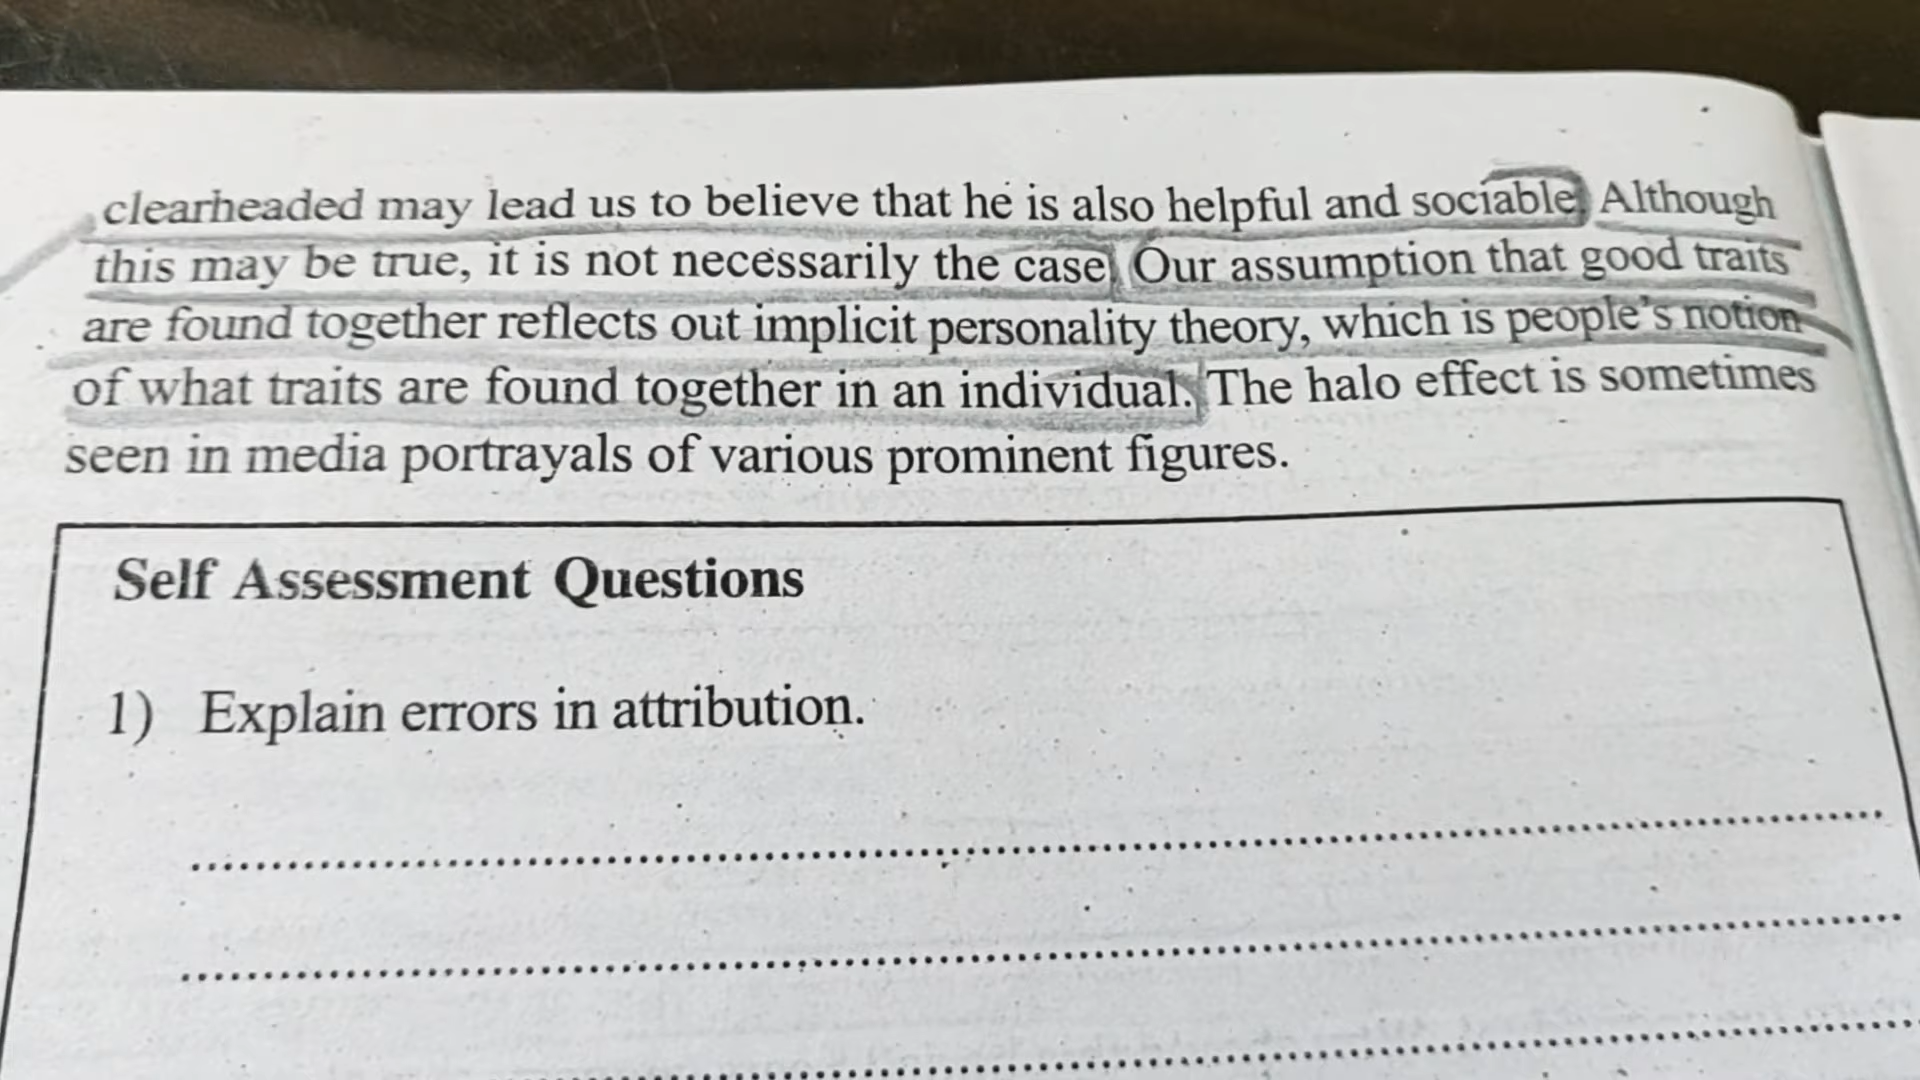 clearheaded may lead us to believe that he is also helpful and sociable. Although
this may be true, it is not necessarily the case. Our assumption that good traits
are found together reflects out implicit personality theory, which is people's notion
of what traits are found together in an individual. The halo effect is sometimes
seen in media portrayals of various prominent figures.
Self Assessment Questions
1) Explain errors in attribution.